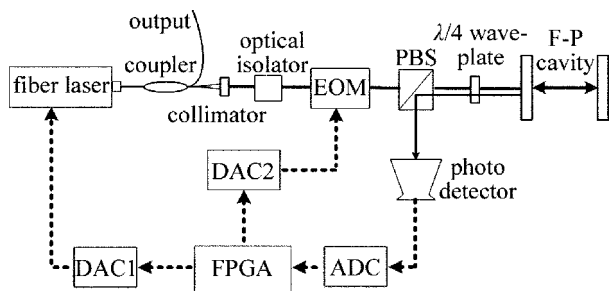 output
coupler
fiber laser
collimator
optical
isolator
EOM
PBS
λ/4 wave-
plate
F-P
cavity
DAC2
photo
detector
DAC1
FPGA
ADC